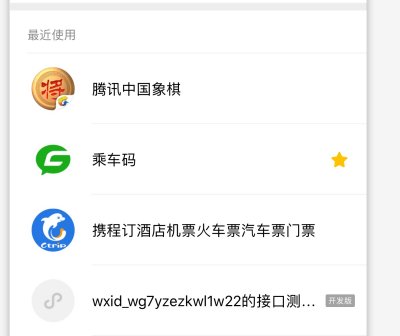 最近使用
将
腾讯中国象棋
乘车码
Ctrip
携程订酒店机票火车票汽车票门票
wxid_wg7yzezkwl1w22的接口测... 开发版